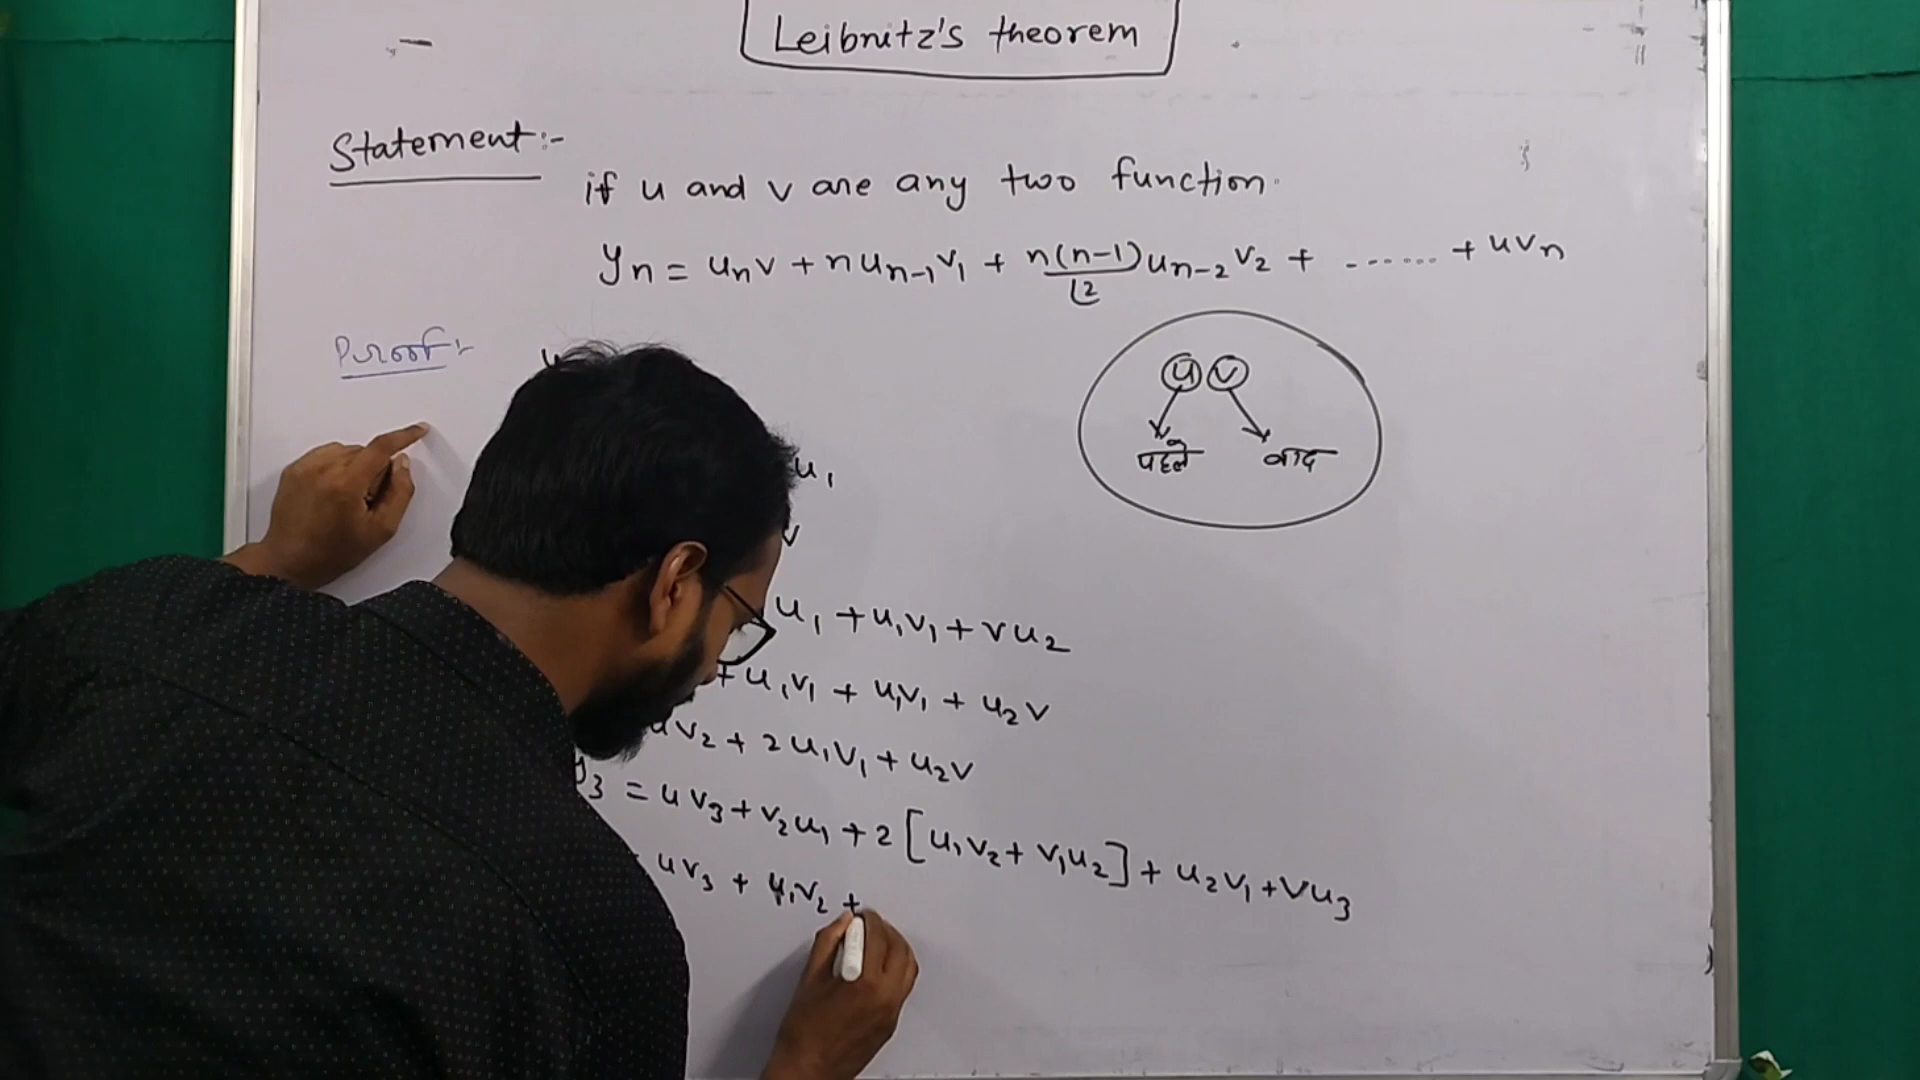 Leibnitz's theorem
Statement:-
if u and v are any two function.
yn = unv + nun-1v1 + n(n-1)/⌊2 un-2v2 + ....... + uvn
Proof:-
u v
पहले बाद
u1
v
u1 + u1v1 + vu2
+ u1v1 + u1v1 + u2v
uv2 + 2u1v1 + u2v
y3 = uv3 + v2u1 + 2[u1v2 + v1u2] + u2v1 + vu3
uv3 + u1v2 +